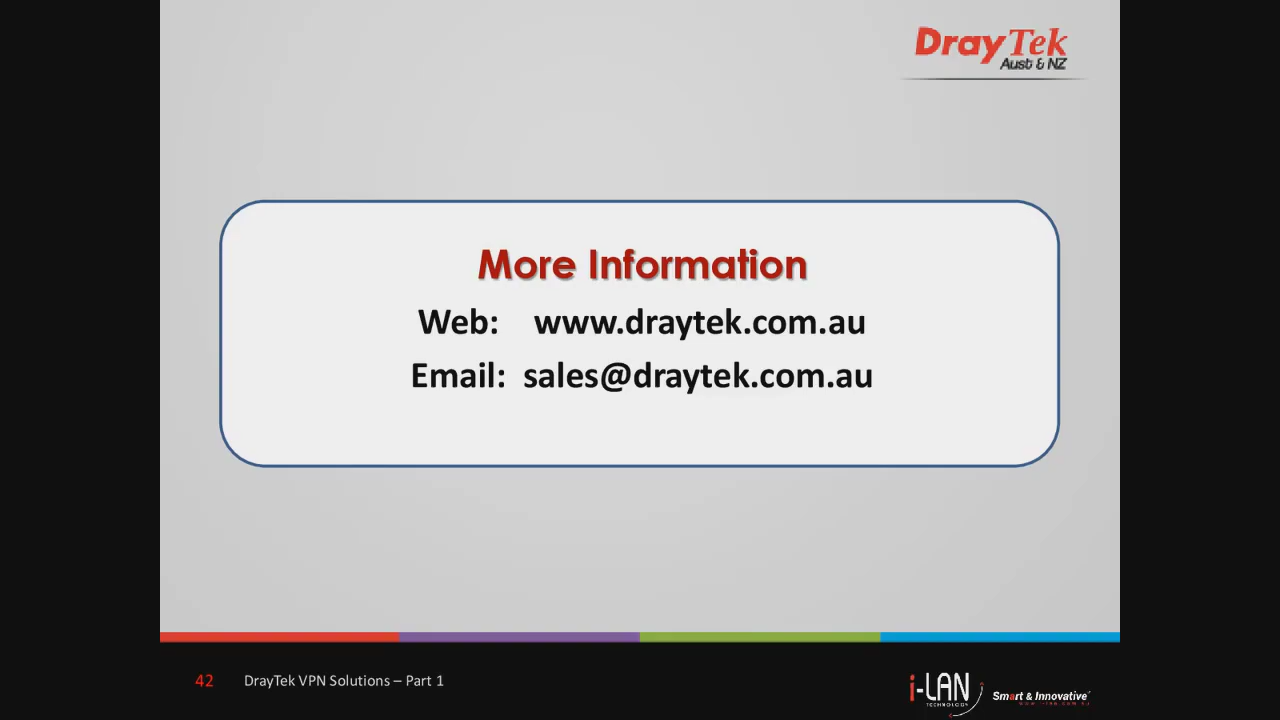 DrayTek
Aust & NZ
More Information
Web: www.draytek.com.au
Email: sales@draytek.com.au
42 DrayTek VPN Solutions – Part 1
i-LAN
TECHNOLOGY
Smart & Innovative